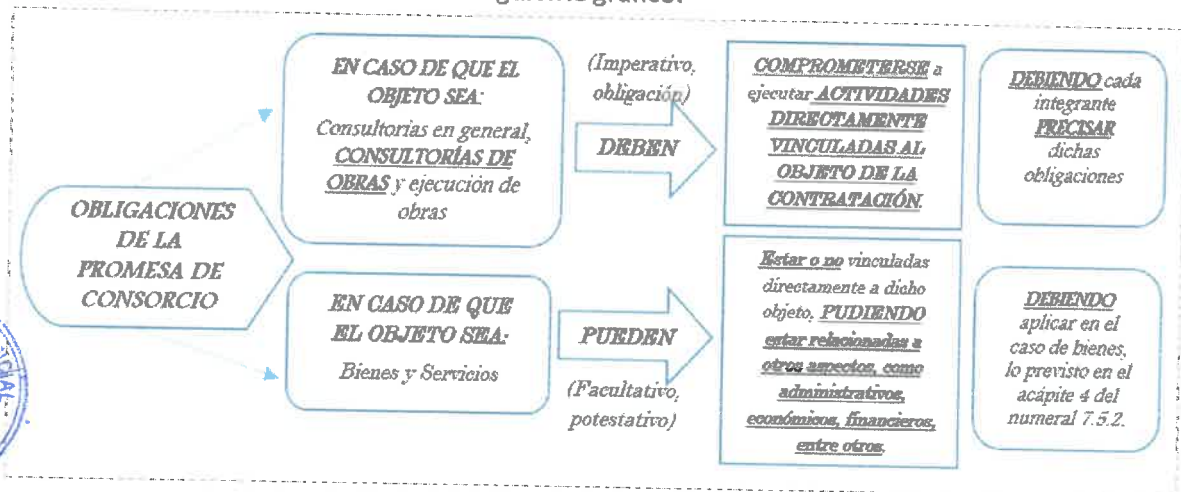 gráfico:
OBLIGACIONES
DE LA
PROMESA DE
CONSORCIO
EN CASO DE QUE EL
OBJETO SEA:
Consultorías en general,
CONSULTORÍAS DE
OBRAS y ejecución de
obras
(Imperativo,
obligación)
DEBEN
COMPROMETERSE a
ejecutar ACTIVIDADES
DIRECTAMENTE
VINCULADAS AL
OBJETO DE LA
CONTRATACIÓN.
DEBIENDO cada
integrante
PRECISAR
dichas
obligaciones
EN CASO DE QUE
EL OBJETO SEA:
Bienes y Servicios
PUEDEN
(Facultativo,
potestativo)
Estar o no vinculadas
directamente a dicho
objeto, PUDIENDO
estar relacionadas a
otros aspectos, como
administrativos,
económicos, financieros,
entre otros.
DEBIENDO
aplicar en el
caso de bienes,
lo previsto en el
acápite 4 del
numeral 7.5.2.